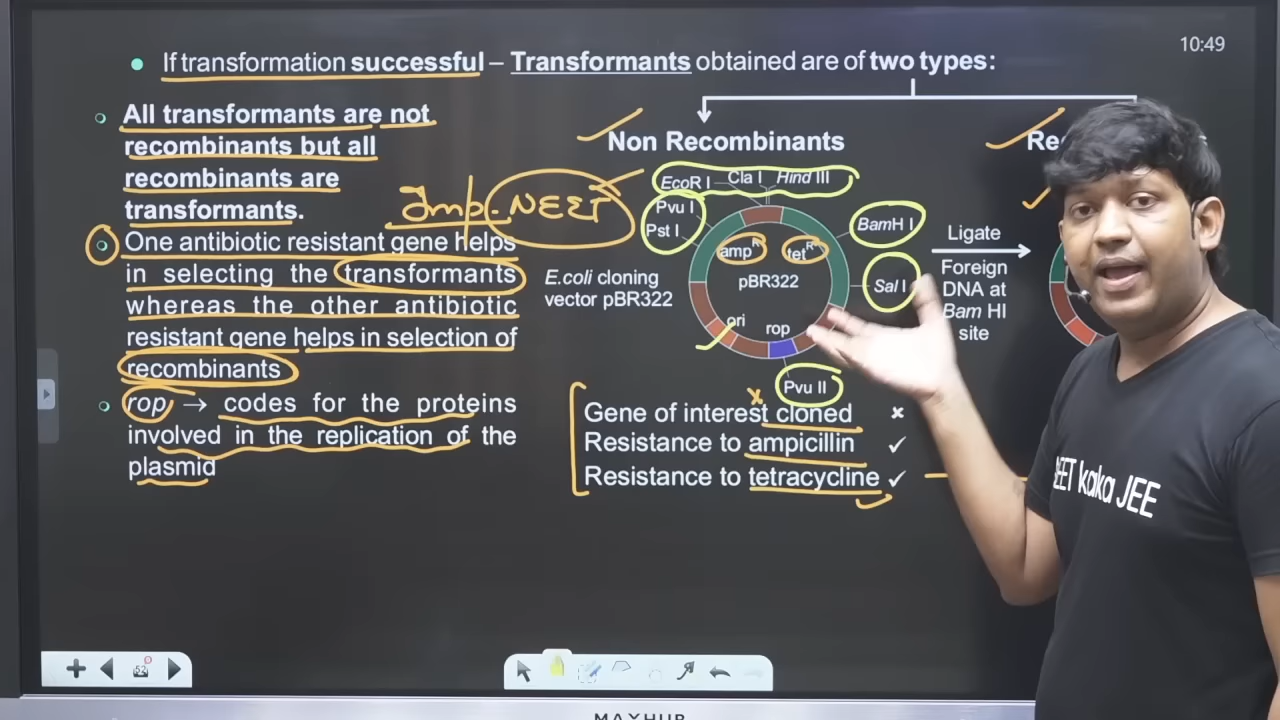 10:49
If transformation successful – Transformants obtained are of two types:
All transformants are not
recombinants but all
recombinants are
transformants.
One antibiotic resistant gene helps
in selecting the transformants
whereas the other antibiotic
resistant gene helps in selection of
recombinants
rop → codes for the proteins
involved in the replication of the
plasmid
Imp. NEET
Non Recombinants
EcoR I Cla I Hind III
Pvu I
Pst I
BamH I
Sal I
amp^R tet^R
pBR322
ori
rop
Pvu II
E.coli cloning
vector pBR322
Ligate
Foreign
DNA at
Bam HI
site
Gene of interest cloned ×
Resistance to ampicillin ✓
Resistance to tetracycline ✓
kaka JEE
52
MAXHUB